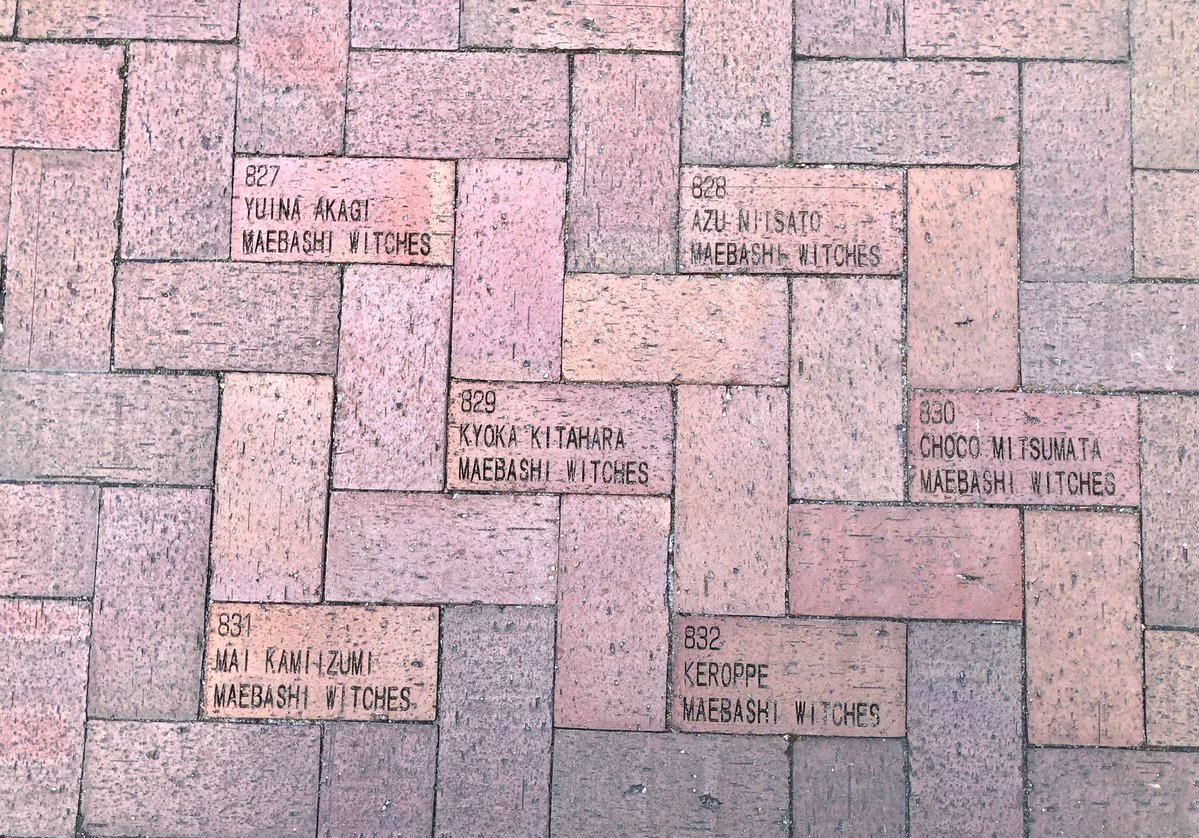 827
YUINA AKAGI
MAEBASHI WITCHES
828
AZU NIISATO
MAEBASHI WITCHES
829
KYOKA KITAHARA
MAEBASHI WITCHES
830
CHOCO MITSUMATA
MAEBASHI WITCHES
831
MAI KAMIIZUMI
MAEBASHI WITCHES
832
KEROPPE
MAEBASHI WITCHES